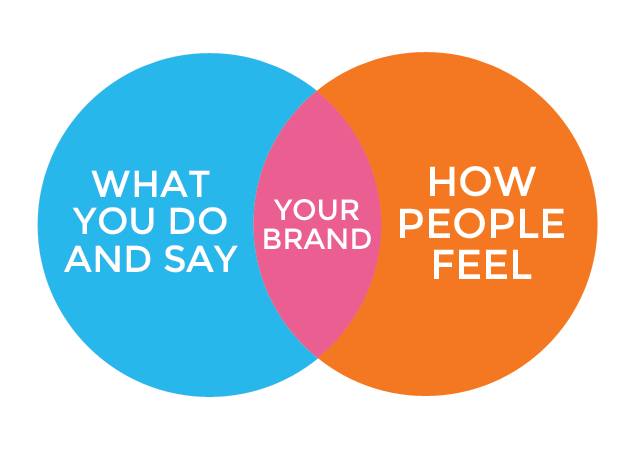 WHAT
YOU DO
AND SAY
YOUR
BRAND
HOW
PEOPLE
FEEL